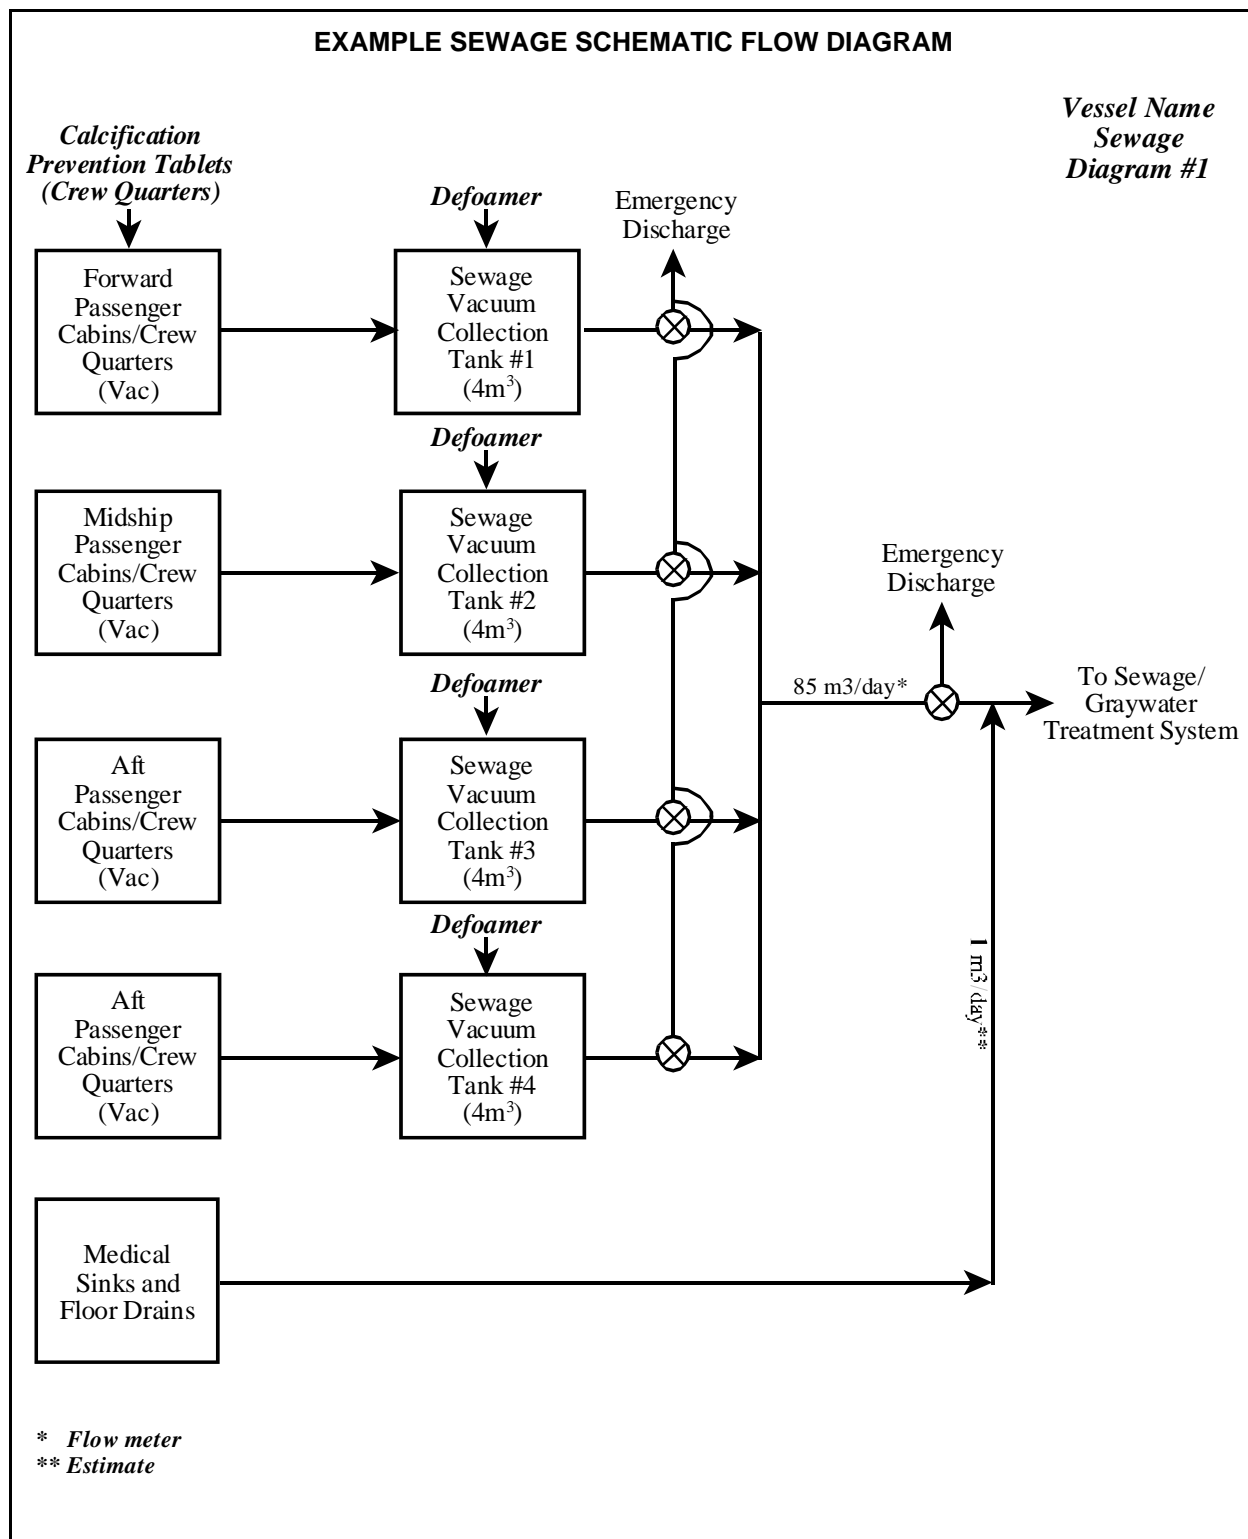 EXAMPLE SEWAGE SCHEMATIC FLOW DIAGRAM
Vessel Name
Sewage
Diagram #1
Calcification
Prevention Tablets
(Crew Quarters)
Defoamer
Emergency
Discharge
Forward
Passenger
Cabins/Crew
Quarters
(Vac)
Sewage
Vacuum
Collection
Tank #1
(4m³)
Defoamer
Midship
Passenger
Cabins/Crew
Quarters
(Vac)
Sewage
Vacuum
Collection
Tank #2
(4m³)
Emergency
Discharge
Defoamer
85 m3/day*
To Sewage/
Graywater
Treatment System
Aft
Passenger
Cabins/Crew
Quarters
(Vac)
Sewage
Vacuum
Collection
Tank #3
(4m³)
Defoamer
1 m3/day**
Aft
Passenger
Cabins/Crew
Quarters
(Vac)
Sewage
Vacuum
Collection
Tank #4
(4m³)
Medical
Sinks and
Floor Drains
* Flow meter
** Estimate